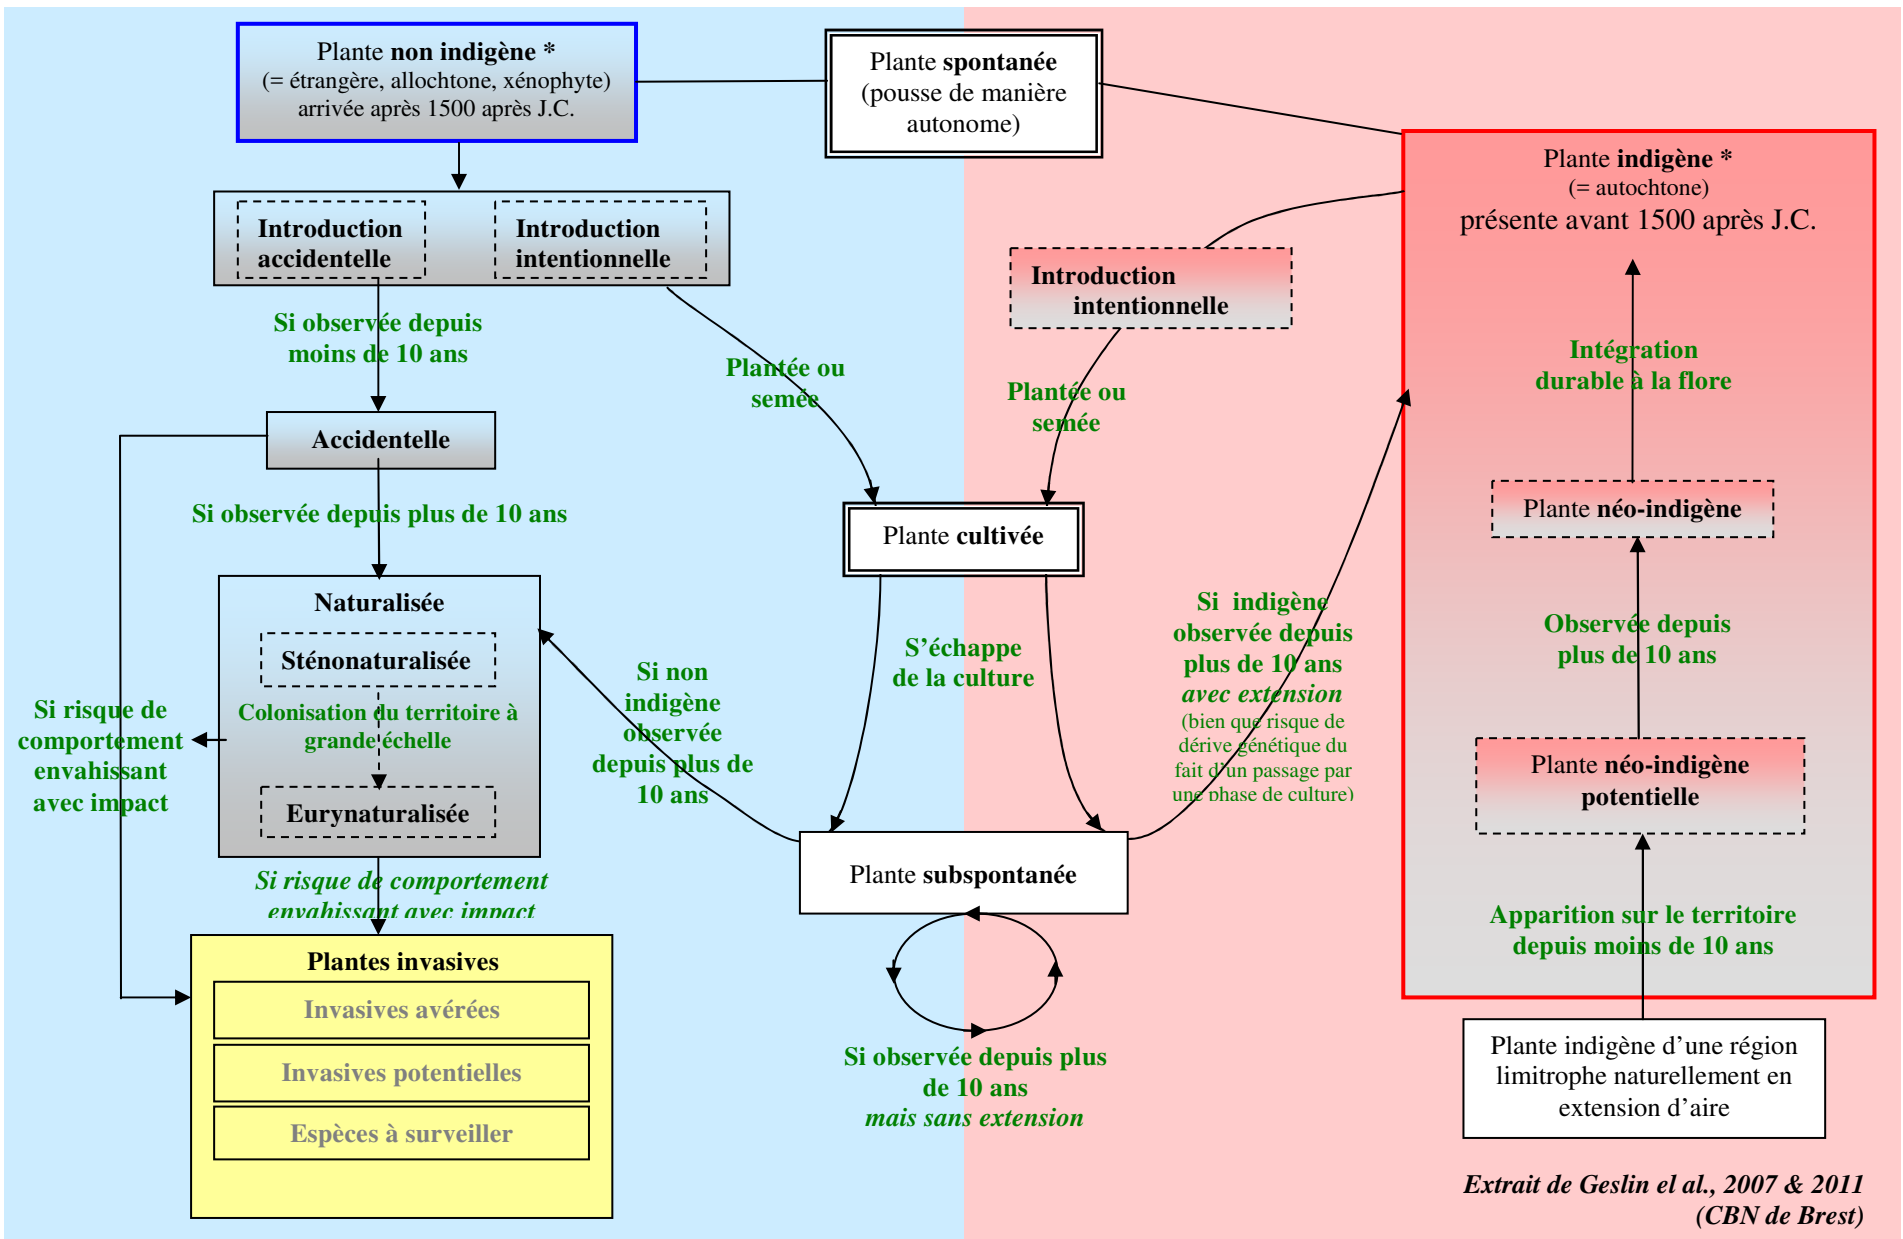 Plante non indigène *
(= étrangère, allochtone, xénophyte)
arrivée après 1500 après J.C.
Plante spontanée
(pousse de manière
autonome)
Plante indigène *
(= autochtone)
présente avant 1500 après J.C.
Introduction
accidentelle
Introduction
intentionnelle
Introduction
intentionnelle
Si observée depuis
moins de 10 ans
Plantée ou
semée
Plantée ou
semée
Intégration
durable à la flore
Accidentelle
Si observée depuis plus de 10 ans
Plante cultivée
Plante néo-indigène
Naturalisée
Sténonaturalisée
Colonisation du territoire à
grande échelle
Eurynaturalisée
Si risque de
comportement
envahissant
avec impact
Si non
indigène
observée
depuis plus de
10 ans
S’échappe
de la culture
Si indigène
observée depuis
plus de 10 ans
avec extension
(bien que risque de
dérive génétique du
fait d’un passage par
une phase de culture)
Observée depuis
plus de 10 ans
Plante néo-indigène
potentielle
Plante subspontanée
Si risque de comportement
envahissant avec impact
Apparition sur le territoire
depuis moins de 10 ans
Plantes invasives
Invasives avérées
Invasives potentielles
Espèces à surveiller
Si observée depuis plus
de 10 ans
mais sans extension
Plante indigène d’une région
limitrophe naturellement en
extension d’aire
Extrait de Geslin el al., 2007 & 2011
(CBN de Brest)